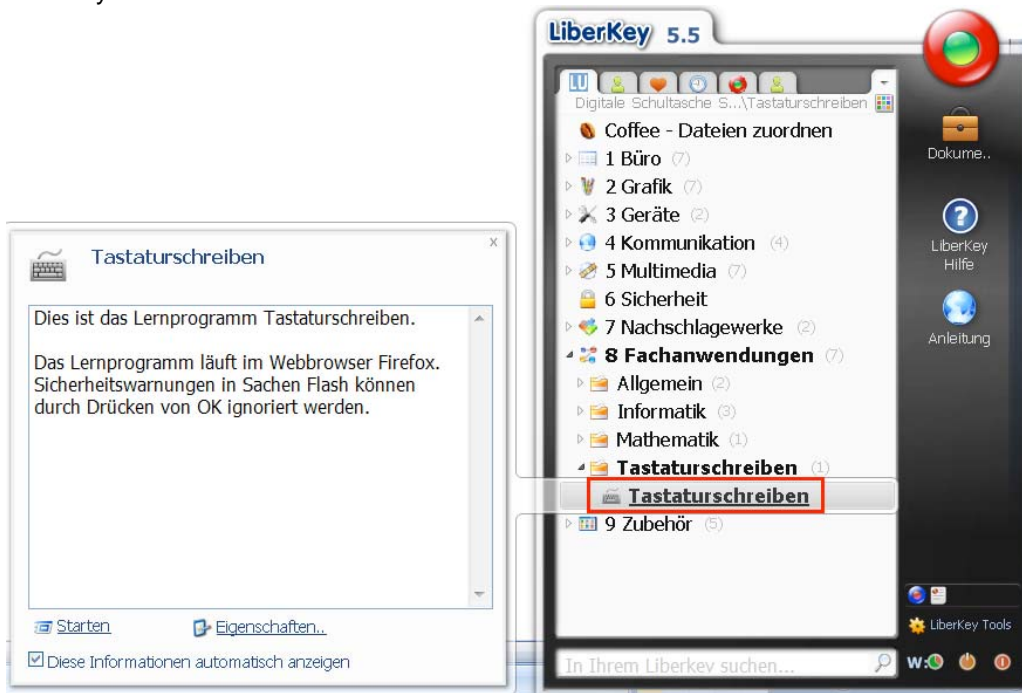 LiberKey 5.5
LU
Digitale Schultasche S...\Tastaturschreiben
Coffee - Dateien zuordnen
1 Büro (7)
2 Grafik (7)
3 Geräte (2)
4 Kommunikation (4)
5 Multimedia (7)
6 Sicherheit
7 Nachschlagewerke (2)
8 Fachanwendungen (7)
Allgemein (2)
Informatik (3)
Mathematik (1)
Tastaturschreiben (1)
Tastaturschreiben
9 Zubehör (5)
In Ihrem Liberkey suchen...
Dokume..
LiberKey
Hilfe
Anleitung
LiberKey Tools
W:
Tastaturschreiben
x
Dies ist das Lernprogramm Tastaturschreiben.
Das Lernprogramm läuft im Webbrowser Firefox.
Sicherheitswarnungen in Sachen Flash können
durch Drücken von OK ignoriert werden.
Starten
Eigenschaften..
Diese Informationen automatisch anzeigen